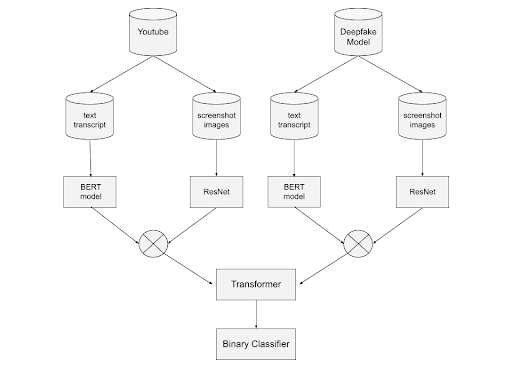 Youtube
Deepfake
Model
text
transcript
screenshot
images
text
transcript
screenshot
images
BERT
model
ResNet
BERT
model
ResNet
Transformer
Binary Classifier